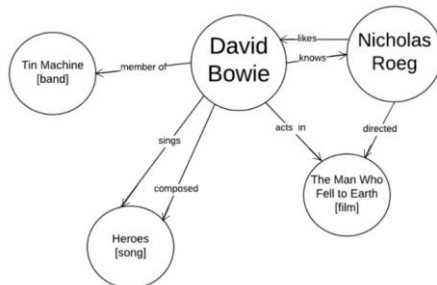 David
Bowie
Nicholas
Roeg
likes
knows
Tin Machine
[band]
member of
sings
composed
acts in
directed
The Man Who
Fell to Earth
[film]
Heroes
[song]